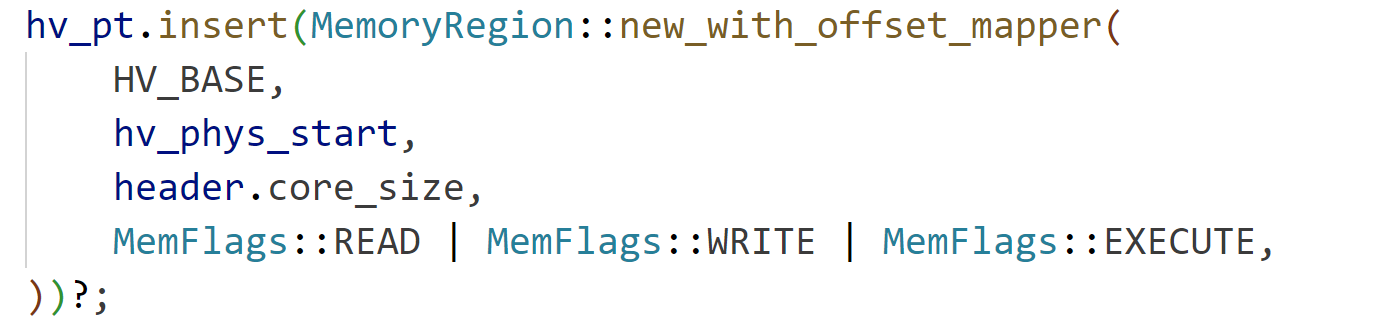 hv_pt.insert(MemoryRegion::new_with_offset_mapper(
    HV_BASE,
    hv_phys_start,
    header.core_size,
    MemFlags::READ | MemFlags::WRITE | MemFlags::EXECUTE,
))?;